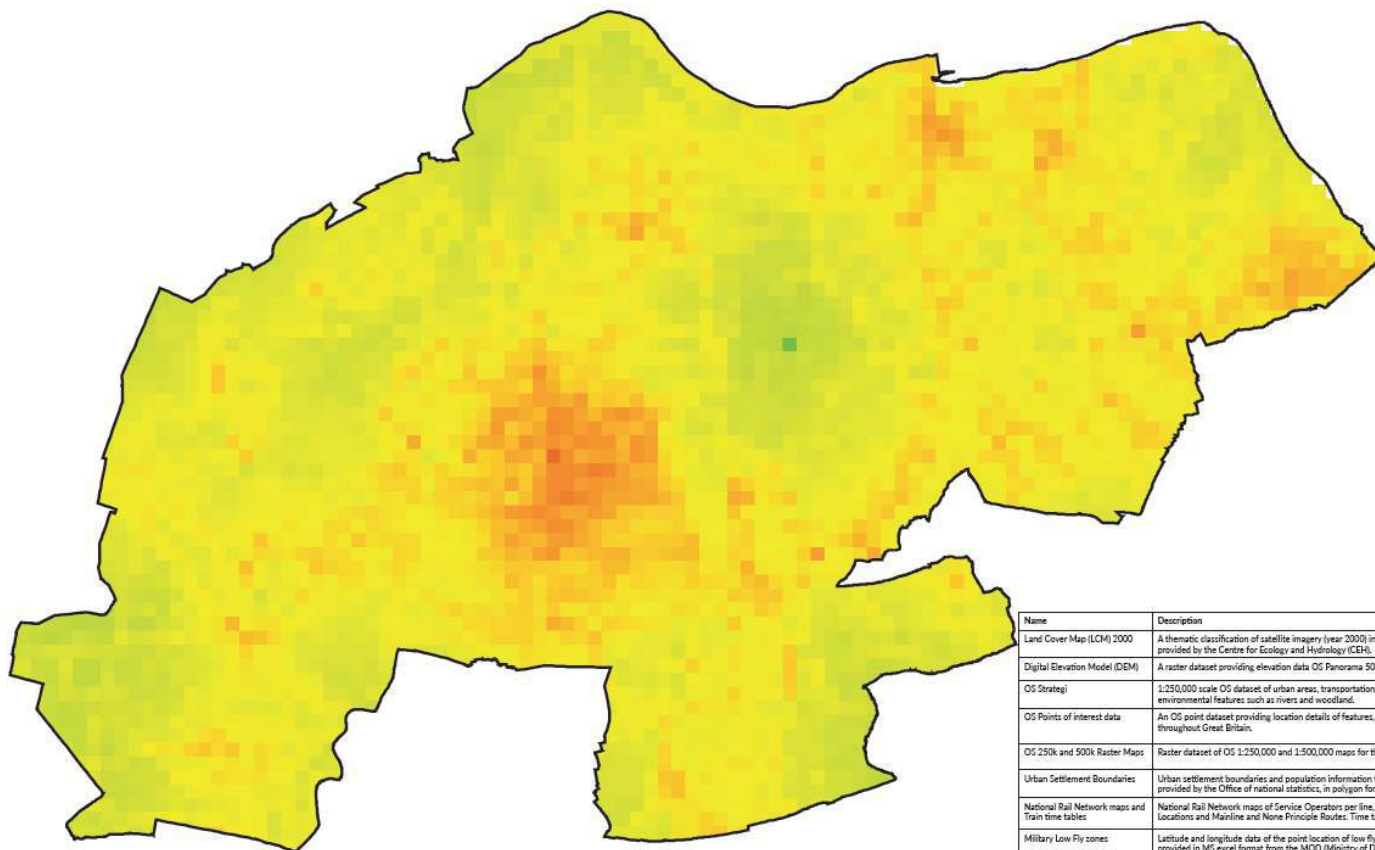 Name Description
Land Cover Map (LCM) 2000 A thematic classification of satellite imagery (year 2000) in
provided by the Centre for Ecology and Hydrology (CEH).
Digital Elevation Model (DEM) A raster dataset providing elevation data OS Panorama 50
OS Strategi 1:250,000 scale OS dataset of urban areas, transportation
environmental features such as rivers and woodland.
OS Points of interest data An OS point dataset providing location details of features,
throughout Great Britain.
OS 250k and 500k Raster Maps Raster dataset of OS 1:250,000 and 1:500,000 maps for th
Urban Settlement Boundaries Urban settlement boundaries and population information
provided by the Office of national statistics, in polygon for
National Rail Network maps and National Rail Network maps of Service Operators per line,
Train time tables Locations and Mainline and None Principle Routes. Time t
Military Low Fly zones Latitude and longitude data of the point location of low fly
provided in MS excel format from the MOD (Ministry of D